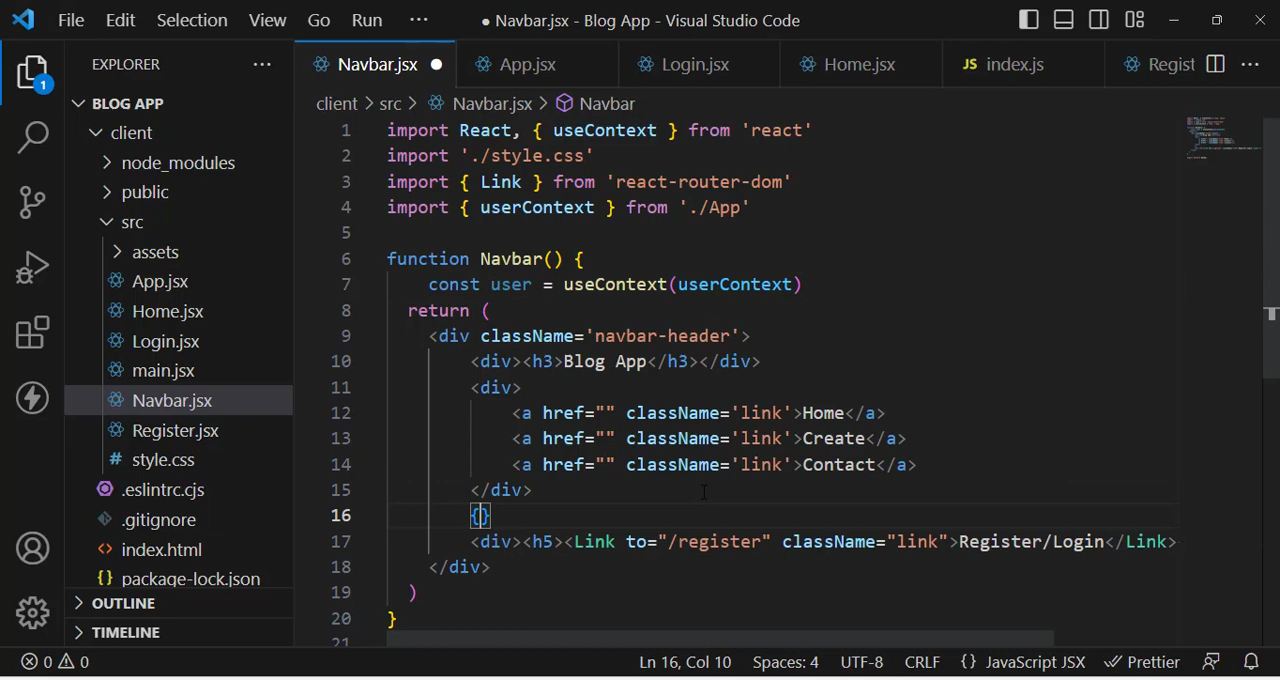 File Edit Selection View Go Run ··· ● Navbar.jsx - Blog App - Visual Studio Code
EXPLORER ···
1
BLOG APP
client
node_modules
public
src
assets
App.jsx
Home.jsx
Login.jsx
main.jsx
Navbar.jsx
Register.jsx
# style.css
.eslintrc.cjs
.gitignore
<> index.html
{} package-lock.json
OUTLINE
TIMELINE
Navbar.jsx ● App.jsx Login.jsx Home.jsx JS index.js Regist ···
client > src > Navbar.jsx > Navbar
1 import React, { useContext } from 'react'
2 import './style.css'
3 import { Link } from 'react-router-dom'
4 import { userContext } from './App'
5
6 function Navbar() {
7 const user = useContext(userContext)
8 return (
9 <div className='navbar-header'>
10 <div><h3>Blog App</h3></div>
11 <div>
12 <a href="" className='link'>Home</a>
13 <a href="" className='link'>Create</a>
14 <a href="" className='link'>Contact</a>
15 </div>
16 {}
17 <div><h5><Link to="/register" className="link">Register/Login</Link>
18 </div>
19 )
20 }
21
0 0 Ln 16, Col 10 Spaces: 4 UTF-8 CRLF {} JavaScript JSX Prettier